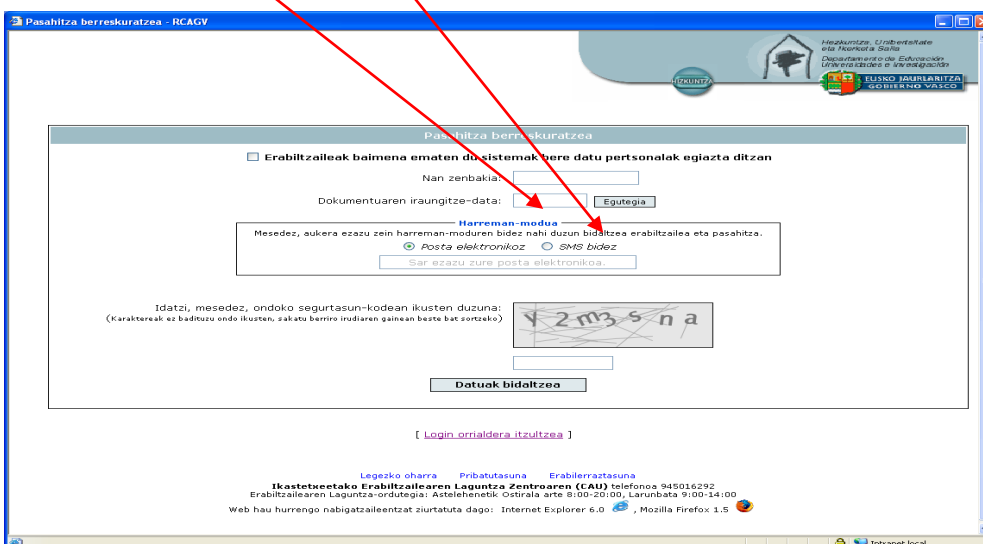 Pasahitza berreskuratzea - RCAGV
Hezkuntza, Unibertsitate
eta Ikerketa Saila
Departamento de Educación
Universidades e Investigación
HIZKUNTZA
EUSKO JAURLARITZA
GOBIERNO VASCO
Pasahitza berreskuratzea
Erabiltzaileak baimena ematen du sistemak bere datu pertsonalak egiazta ditzan
Nan zenbakia:
Dokumentuaren iraungitze-data: Egutegia
Harreman-modua
Mesedez, aukera ezazu zein harreman-moduren bidez nahi duzun bidaltzea erabiltzailea eta pasahitza.
Posta elektronikoz SMS bidez
Sar ezazu zure posta elektronikoa.
Idatzi, mesedez, ondoko segurtasun-kodean ikusten duzuna:
(Karaktereak ez badituzu ondo ikusten, sakatu berriro irudiaren gainean beste bat sortzeko)
y 2 m 3 s n a
Datuak bidaltzea
[ Login orrialdera itzultzea ]
Legezko oharra Pribatutasuna Erabilerraztasuna
Ikastetxeetako Erabiltzailearen Laguntza Zentroaren (CAU) telefonoa 945016292
Erabiltzailearen Laguntza-ordutegia: Astelehenetik Ostirala arte 8:00-20:00, Larunbata 9:00-14:00
Web hau hurrengo nabigatzaileentzat ziurtatuta dago: Internet Explorer 6.0 , Mozilla Firefox 1.5
Intranet local